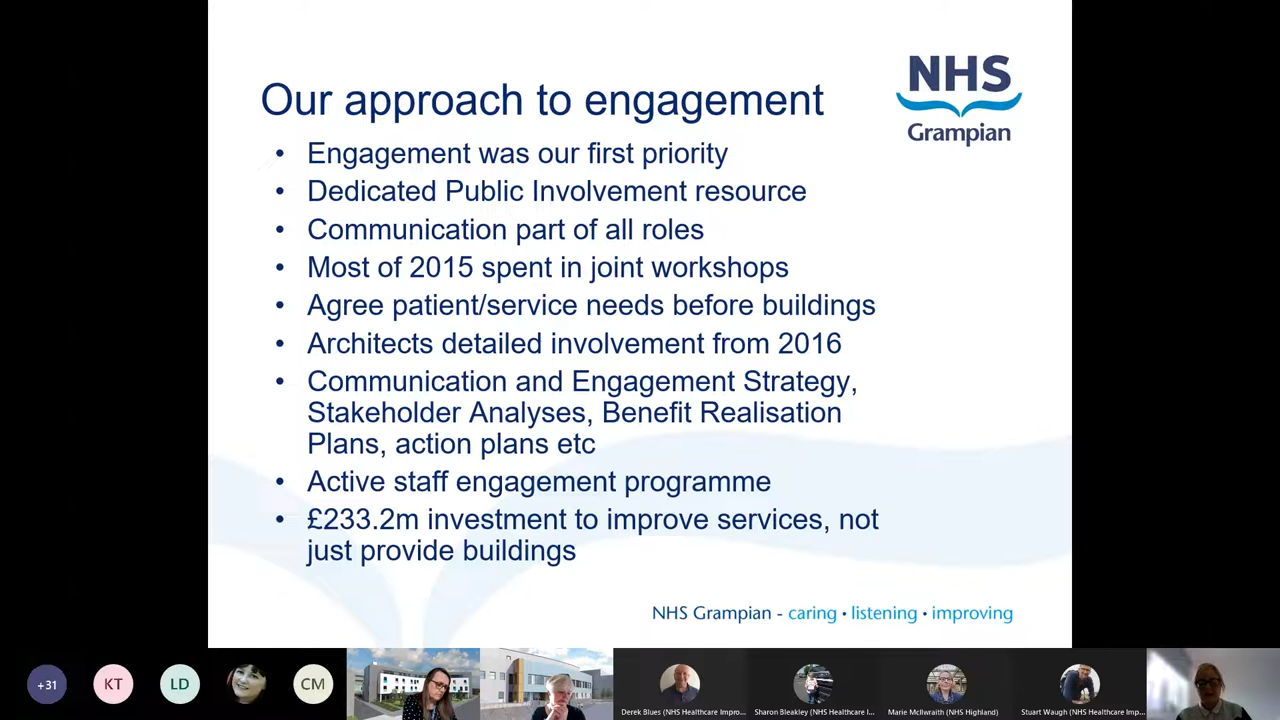 Our approach to engagement
NHS
Grampian
• Engagement was our first priority
• Dedicated Public Involvement resource
• Communication part of all roles
• Most of 2015 spent in joint workshops
• Agree patient/service needs before buildings
• Architects detailed involvement from 2016
• Communication and Engagement Strategy,
Stakeholder Analyses, Benefit Realisation
Plans, action plans etc
• Active staff engagement programme
• £233.2m investment to improve services, not
just provide buildings
NHS Grampian - caring • listening • improving
+31
KT
LD
CM
Derek Blues (NHS Healthcare Impro...
Sharon Bleakley (NHS Healthcare I...
Marie McIlwraith (NHS Highland)
Stuart Waugh (NHS Healthcare Imp...